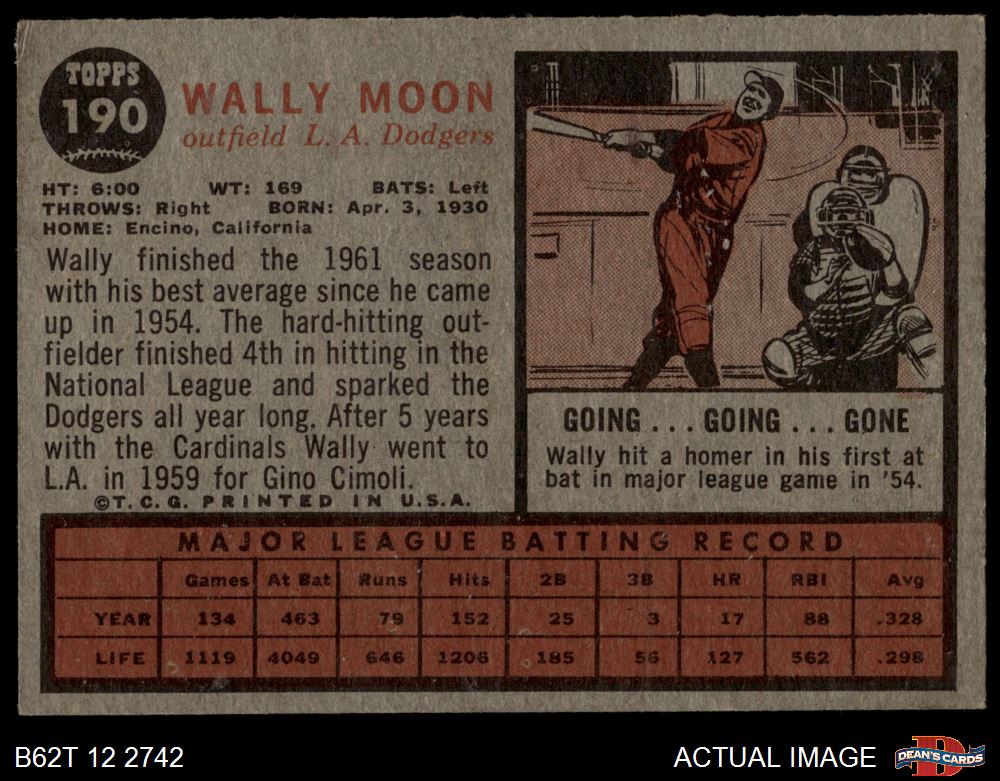 TOPPS
190
WALLY MOON
outfield L. A. Dodgers
HT: 6:00 WT: 169 BATS: Left
THROWS: Right BORN: Apr. 3, 1930
HOME: Encino, California
Wally finished the 1961 season
with his best average since he came
up in 1954. The hard-hitting out-
fielder finished 4th in hitting in the
National League and sparked the
Dodgers all year long. After 5 years
with the Cardinals Wally went to
L.A. in 1959 for Gino Cimoli.
©T.C.G. PRINTED IN U.S.A.
GOING...GOING...GONE
Wally hit a homer in his first at
bat in major league game in '54.
MAJOR LEAGUE BATTING RECORD
Games At Bat Runs Hits 2B 3B HR RBI Avg
YEAR 134 463 79 152 25 3 17 88 .328
LIFE 1119 4049 646 1206 185 56 127 562 .298
B62T 12 2742
ACTUAL IMAGE
D
DEAN'S CARDS